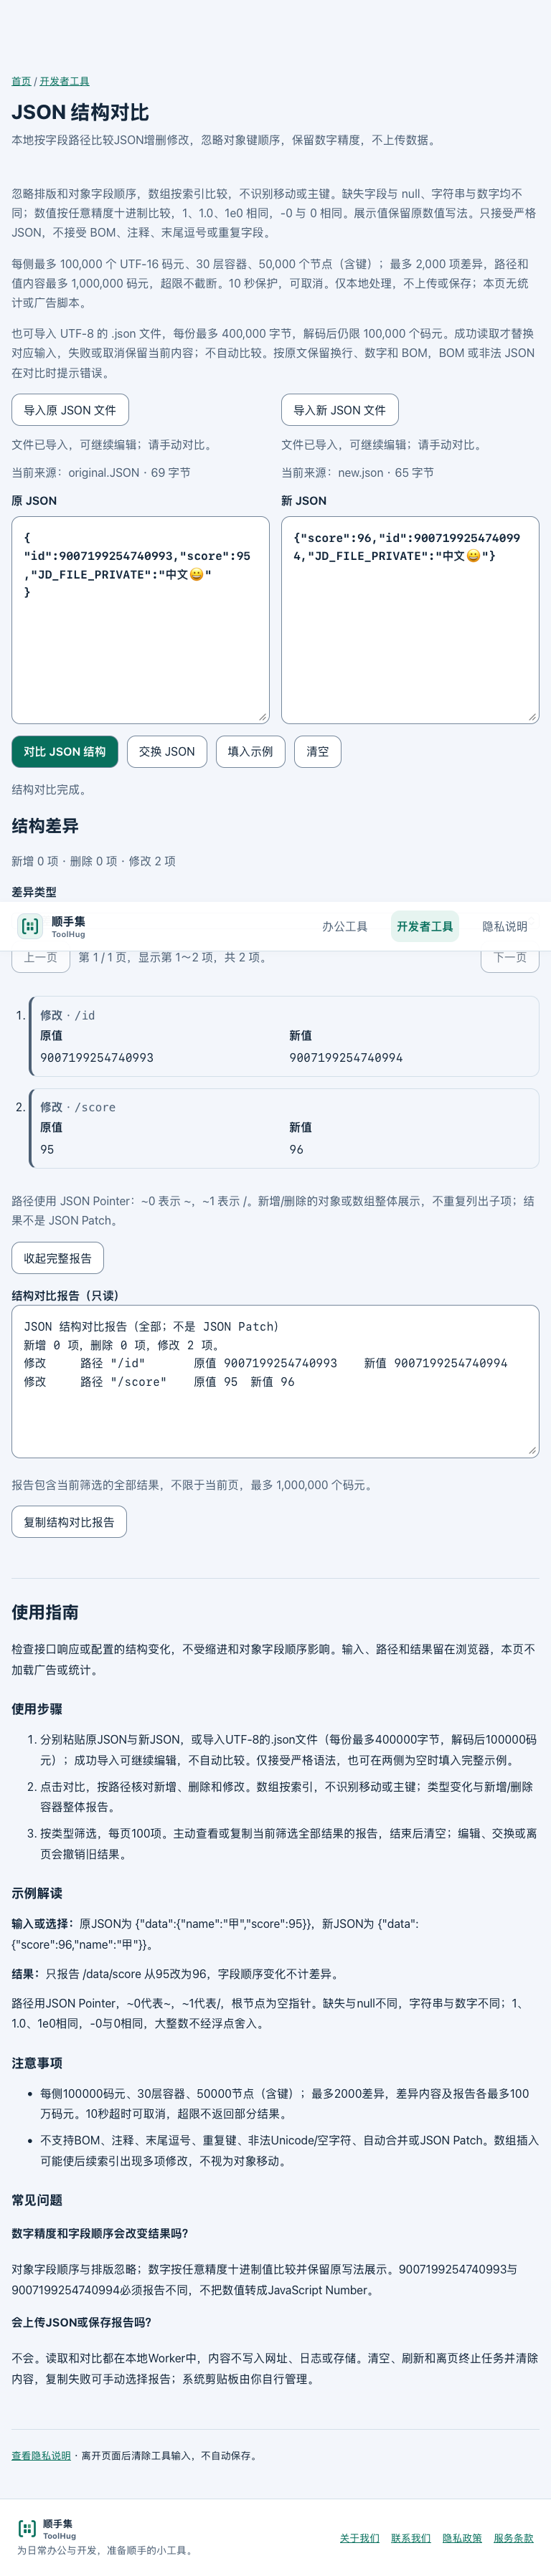 首页 / 开发者工具
JSON 结构对比
本地按字段路径比较JSON增删修改，忽略对象键顺序，保留数字精度，不上传数据。
忽略排版和对象字段顺序，数组按索引比较，不识别移动或主键。缺失字段与 null、字符串与数字均不
同；数值按任意精度十进制比较，1、1.0、1e0 相同，-0 与 0 相同。展示值保留原数值写法。只接受严格
JSON，不接受 BOM、注释、末尾逗号或重复字段。
每侧最多 100,000 个 UTF-16 码元、30 层容器、50,000 个节点（含键）；最多 2,000 项差异，路径和
值内容最多 1,000,000 码元，超限不截断。10 秒保护，可取消。仅本地处理，不上传或保存；本页无统
计或广告脚本。
也可导入 UTF-8 的 .json 文件，每份最多 400,000 字节，解码后仍限 100,000 个码元。成功读取才替换
对应输入，失败或取消保留当前内容；不自动比较。按原文保留换行、数字和 BOM，BOM 或非法 JSON
在对比时提示错误。
导入原 JSON 文件
导入新 JSON 文件
文件已导入，可继续编辑；请手动对比。
文件已导入，可继续编辑；请手动对比。
当前来源：original.JSON · 69 字节
当前来源：new.json · 65 字节
原 JSON
新 JSON
{
"id":9007199254740993,"score":95
,"JD_FILE_PRIVATE":"中文😀"
}
{"score":96,"id":900719925474099
4,"JD_FILE_PRIVATE":"中文😀"}
对比 JSON 结构
交换 JSON
填入示例
清空
结构对比完成。
结构差异
新增 0 项 · 删除 0 项 · 修改 2 项
差异类型
顺手集
ToolHug
办公工具
开发者工具
隐私说明
上一页
第 1 / 1 页，显示第 1～2 项，共 2 项。
下一页
1. 修改 · /id
原值
新值
9007199254740993
9007199254740994
2. 修改 · /score
原值
新值
95
96
路径使用 JSON Pointer：~0 表示 ~，~1 表示 /。新增/删除的对象或数组整体展示，不重复列出子项；结
果不是 JSON Patch。
收起完整报告
结构对比报告（只读）
JSON 结构对比报告（全部；不是 JSON Patch）
新增 0 项，删除 0 项，修改 2 项。
修改 路径 "/id" 原值 9007199254740993 新值 9007199254740994
修改 路径 "/score" 原值 95 新值 96
报告包含当前筛选的全部结果，不限于当前页，最多 1,000,000 个码元。
复制结构对比报告
使用指南
检查接口响应或配置的结构变化，不受缩进和对象字段顺序影响。输入、路径和结果留在浏览器，本页不
加载广告或统计。
使用步骤
1. 分别粘贴原JSON与新JSON，或导入UTF-8的.json文件（每份最多400000字节，解码后100000码
元）；成功导入可继续编辑，不自动比较。仅接受严格语法，也可在两侧为空时填入完整示例。
2. 点击对比，按路径核对新增、删除和修改。数组按索引，不识别移动或主键；类型变化与新增/删除
容器整体报告。
3. 按类型筛选，每页100项。主动查看或复制当前筛选全部结果的报告，结束后清空；编辑、交换或离
页会撤销旧结果。
示例解读
输入或选择：原JSON为 {"data":{"name":"甲","score":95}}，新JSON为 {"data":
{"score":96,"name":"甲"}}。
结果：只报告 /data/score 从95改为96，字段顺序变化不计差异。
路径用JSON Pointer，~0代表~，~1代表/，根节点为空指针。缺失与null不同，字符串与数字不同；1、
1.0、1e0相同，-0与0相同，大整数不经浮点舍入。
注意事项
• 每侧100000码元、30层容器、50000节点（含键）；最多2000差异，差异内容及报告各最多100
万码元。10秒超时可取消，超限不返回部分结果。
• 不支持BOM、注释、末尾逗号、重复键、非法Unicode/空字符、自动合并或JSON Patch。数组插入
可能使后续索引出现多项修改，不视为对象移动。
常见问题
数字精度和字段顺序会改变结果吗？
对象字段顺序与排版忽略；数字按任意精度十进制值比较并保留原写法展示。9007199254740993与
9007199254740994必须报告不同，不把数值转成JavaScript Number。
会上传JSON或保存报告吗？
不会。读取和对比都在本地Worker中，内容不写入网址、日志或存储。清空、刷新和离页终止任务并清除
内容，复制失败可手动选择报告；系统剪贴板由你自行管理。
查看隐私说明 · 离开页面后清除工具输入，不自动保存。
顺手集
ToolHug
为日常办公与开发，准备顺手的小工具。
关于我们
联系我们
隐私政策
服务条款